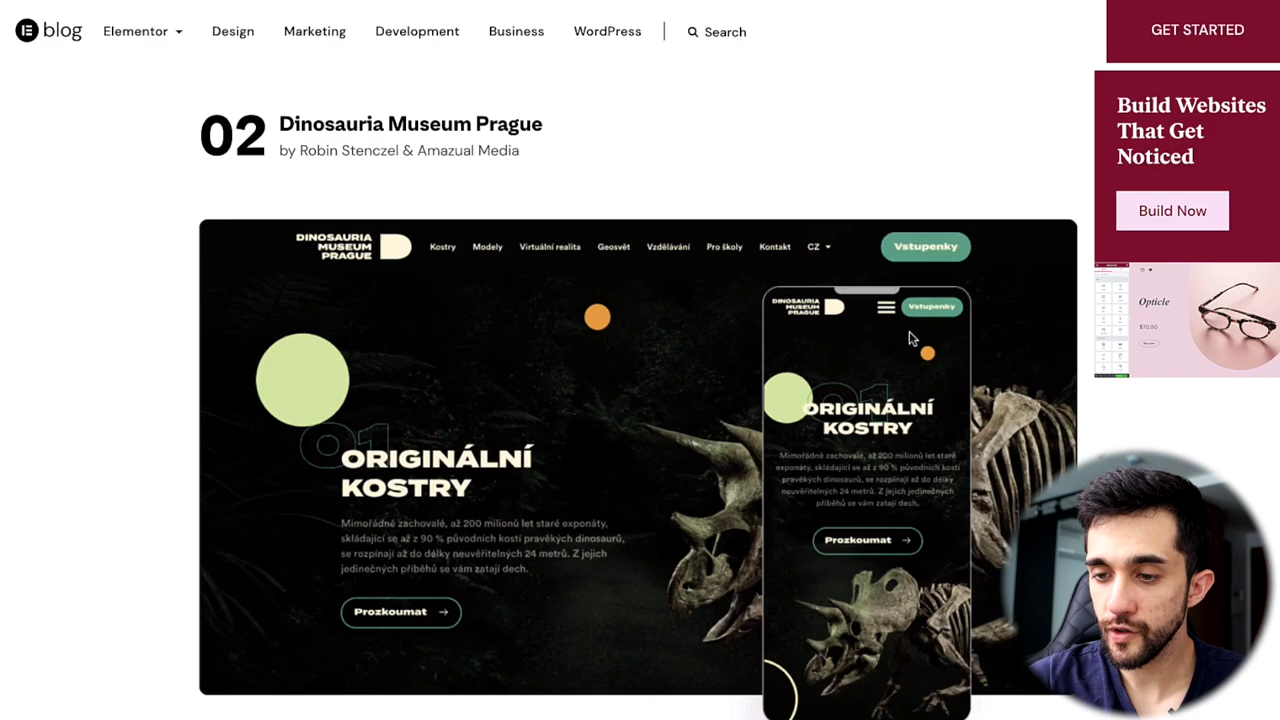 blog
Elementor
Design
Marketing
Development
Business
WordPress
Search
GET STARTED
Build Websites
That Get
Noticed
Build Now
02
Dinosauria Museum Prague
by Robin Stenczel & Amazual Media
DINOSAURIA
MUSEUM
PRAGUE
Kostry
Modely
Virtuální realita
Geosvět
Vzdělávání
Pro školy
Kontakt
CZ
Vstupenky
01
ORIGINÁLNÍ
KOSTRY
Mimořádně zachovalé, až 200 milionů let staré exponáty,
skládající se až z 90 % původních kostí pravěkých dinosaurů,
se rozpínají až do délky neuvěřitelných 24 metrů. Z jejich
jedinečných příběhů se vám zatají dech.
Prozkoumat
DINOSAURIA
MUSEUM
PRAGUE
Vstupenky
01
ORIGINÁLNÍ
KOSTRY
Mimořádně zachovalé, až 200 milionů let staré
exponáty, skládající se až z 90 % původních kostí
pravěkých dinosaurů, se rozpínají až do délky
neuvěřitelných 24 metrů. Z jejich jedinečných
příběhů se vám zatají dech.
Prozkoumat
Opticle
$70.50